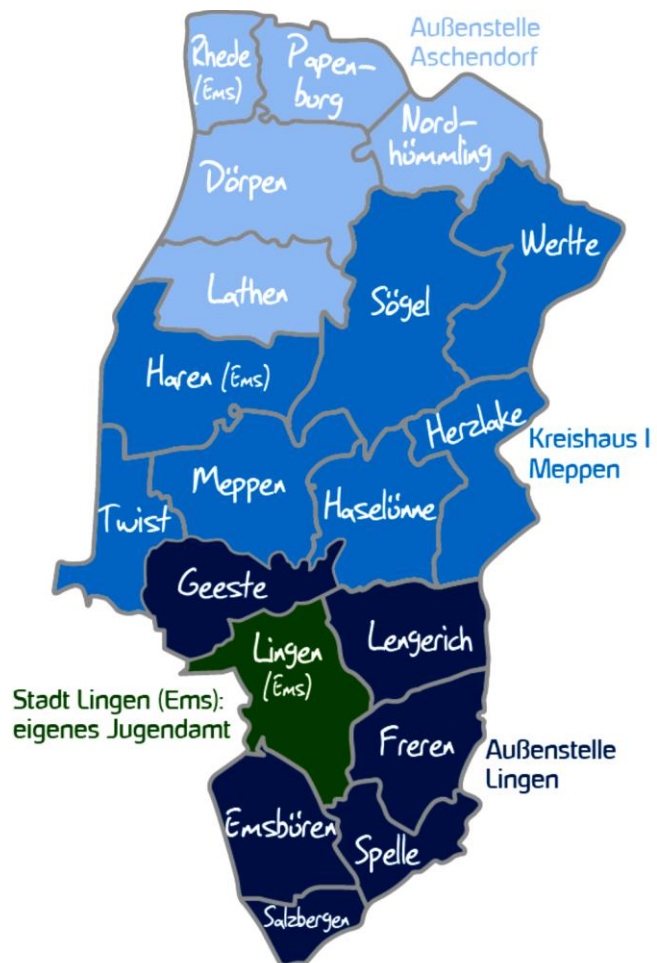 Außenstelle
Aschendorf
Rhede
(Ems)
Papen-
burg
Nord-
hümmling
Dörpen
Werlte
Lathen
Sögel
Haren (Ems)
Herzlake
Kreishaus I
Meppen
Meppen
Haselünne
Twist
Geeste
Lingen
(Ems)
Lengerich
Stadt Lingen (Ems):
eigenes Jugendamt
Freren
Außenstelle
Lingen
Emsbüren
Spelle
Salzbergen